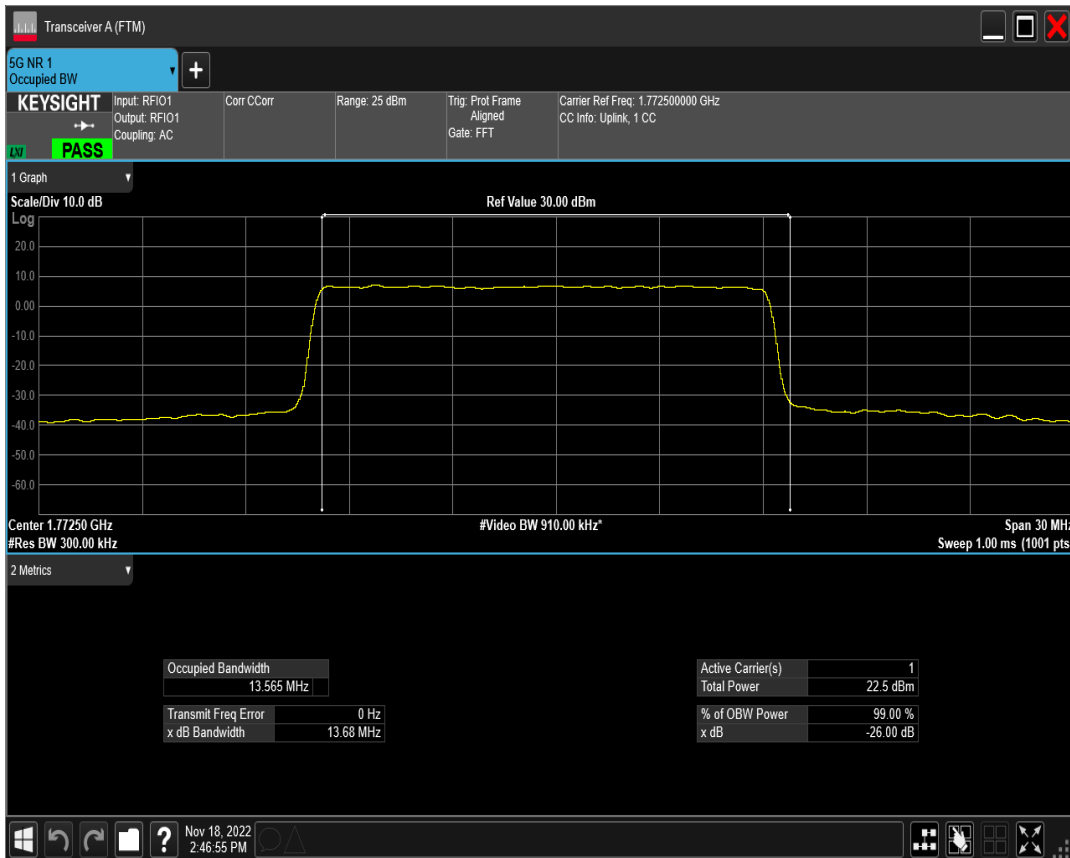 Transceiver A (FTM)
5G NR 1
Occupied BW
+
KEYSIGHT
LXI
PASS
Input: RFIO1
Output: RFIO1
Coupling: AC
Corr CCorr
Range: 25 dBm
Trig: Prot Frame
Aligned
Gate: FFT
Carrier Ref Freq: 1.772500000 GHz
CC Info: Uplink, 1 CC
1 Graph
Scale/Div 10.0 dB
Ref Value 30.00 dBm
Log
20.0
10.0
0.00
-10.0
-20.0
-30.0
-40.0
-50.0
-60.0
Center 1.77250 GHz
#Video BW 910.00 kHz*
Span 30 MHz
#Res BW 300.00 kHz
Sweep 1.00 ms (1001 pts
2 Metrics
Occupied Bandwidth
13.565 MHz
Transmit Freq Error 0 Hz
x dB Bandwidth 13.68 MHz
Active Carrier(s) 1
Total Power 22.5 dBm
% of OBW Power 99.00 %
x dB -26.00 dB
?
Nov 18, 2022
2:46:55 PM